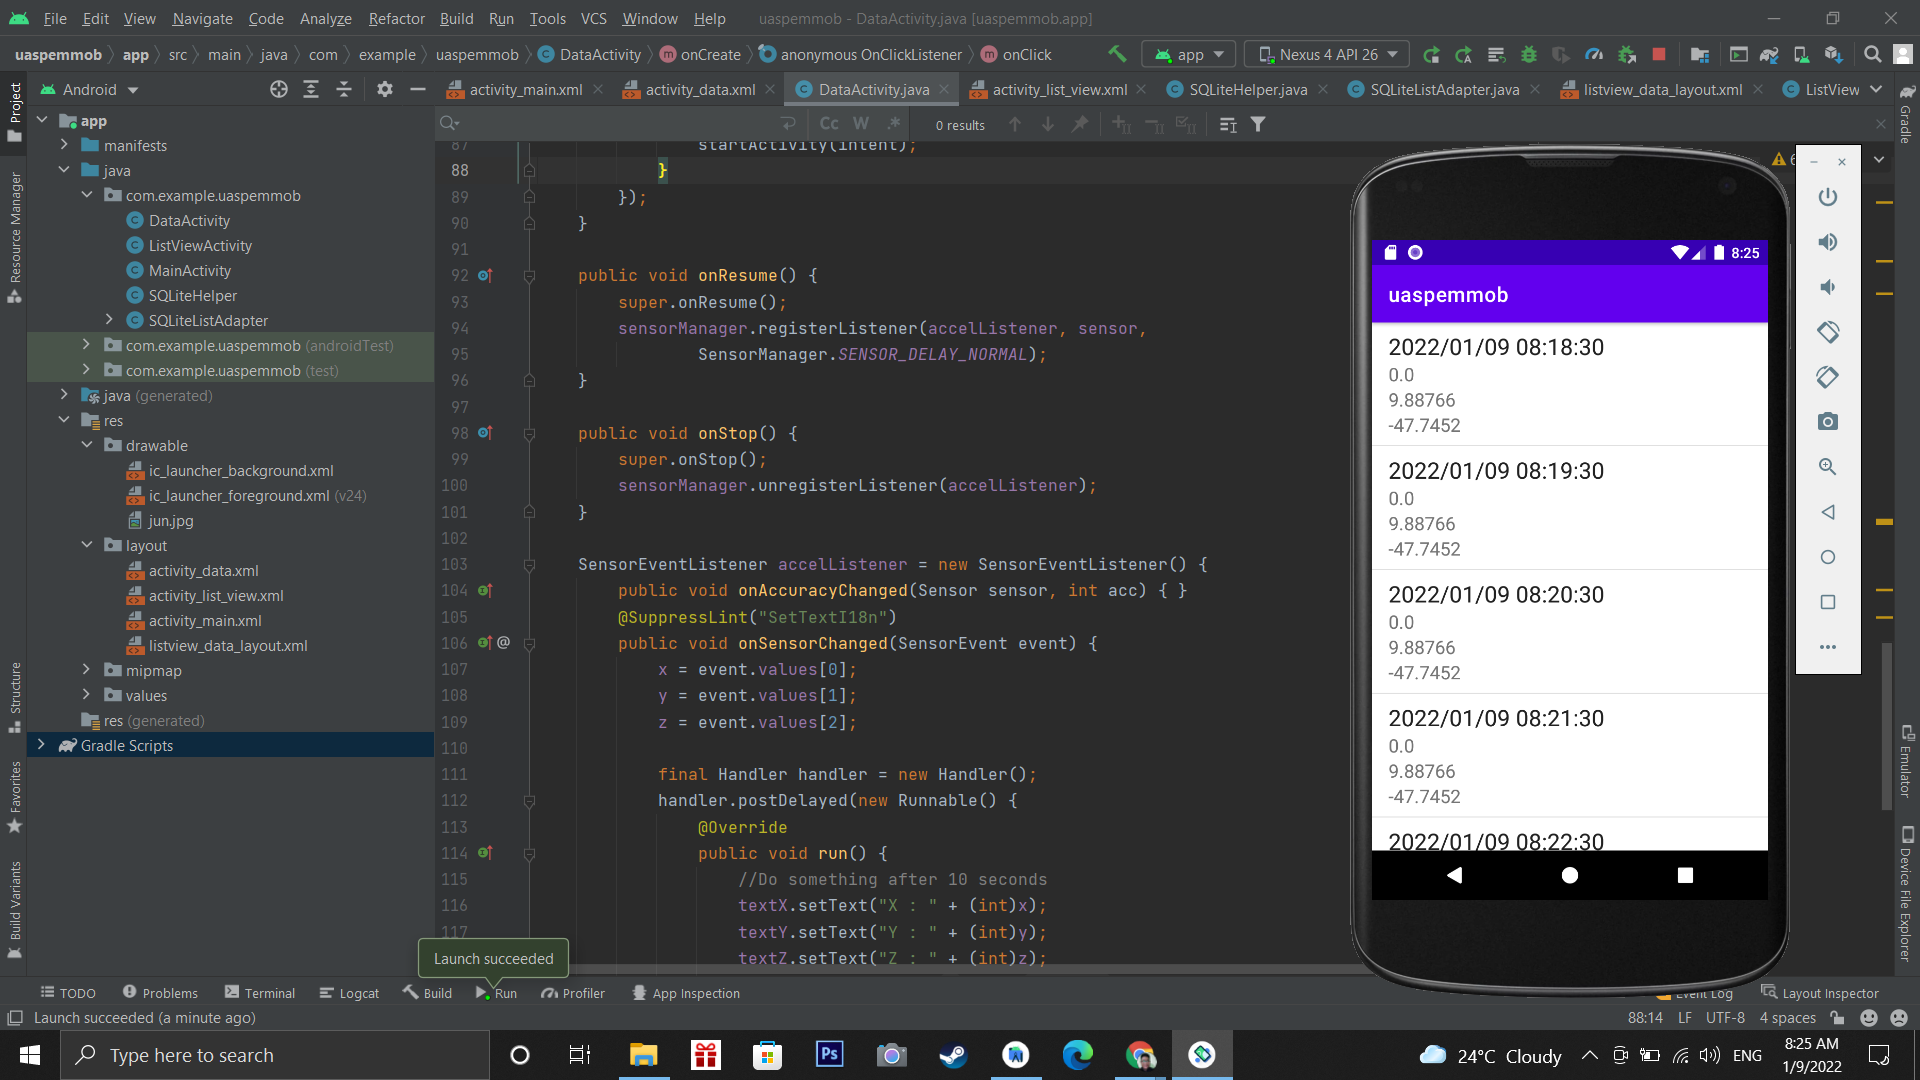 File Edit View Navigate Code Analyze Refactor Build Run Tools VCS Window Help uaspemmob - DataActivity.java [uaspemmob.app]
uaspemmob app src main java com example uaspemmob DataActivity onCreate anonymous OnClickListener onClick app Nexus 4 API 26
Android
activity_main.xml activity_data.xml DataActivity.java activity_list_view.xml SQLiteHelper.java SQLiteListAdapter.java listview_data_layout.xml ListView
Cc W .* 0 results
Project
Resource Manager
Structure
Favorites
Build Variants
app
manifests
java
com.example.uaspemmob
DataActivity
ListViewActivity
MainActivity
SQLiteHelper
SQLiteListAdapter
com.example.uaspemmob (androidTest)
com.example.uaspemmob (test)
java (generated)
res
drawable
ic_launcher_background.xml
ic_launcher_foreground.xml (v24)
jun.jpg
layout
activity_data.xml
activity_list_view.xml
activity_main.xml
listview_data_layout.xml
mipmap
values
res (generated)
Gradle Scripts
87 startActivity(intent);
88 }
89 });
90 }
91
92 public void onResume() {
93 super.onResume();
94 sensorManager.registerListener(accelListener, sensor,
95 SensorManager.SENSOR_DELAY_NORMAL);
96 }
97
98 public void onStop() {
99 super.onStop();
100 sensorManager.unregisterListener(accelListener);
101 }
102
103 SensorEventListener accelListener = new SensorEventListener() {
104 public void onAccuracyChanged(Sensor sensor, int acc) { }
105 @SuppressLint("SetTextI18n")
106 @ public void onSensorChanged(SensorEvent event) {
107 x = event.values[0];
108 y = event.values[1];
109 z = event.values[2];
110
111 final Handler handler = new Handler();
112 handler.postDelayed(new Runnable() {
113 @Override
114 public void run() {
115 //Do something after 10 seconds
116 textX.setText("X : " + (int)x);
117 textY.setText("Y : " + (int)y);
textZ.setText("Z : " + (int)z);
Launch succeeded
8:25
uaspemmob
2022/01/09 08:18:30
0.0
9.88766
-47.7452
2022/01/09 08:19:30
0.0
9.88766
-47.7452
2022/01/09 08:20:30
0.0
9.88766
-47.7452
2022/01/09 08:21:30
0.0
9.88766
-47.7452
2022/01/09 08:22:30
6
Gradle
Emulator
Device File Explorer
TODO Problems Terminal Logcat Build Run Profiler App Inspection Event Log Layout Inspector
Launch succeeded (a minute ago) 88:14 LF UTF-8 4 spaces
Type here to search
Ps
24°C Cloudy ENG
8:25 AM
1/9/2022